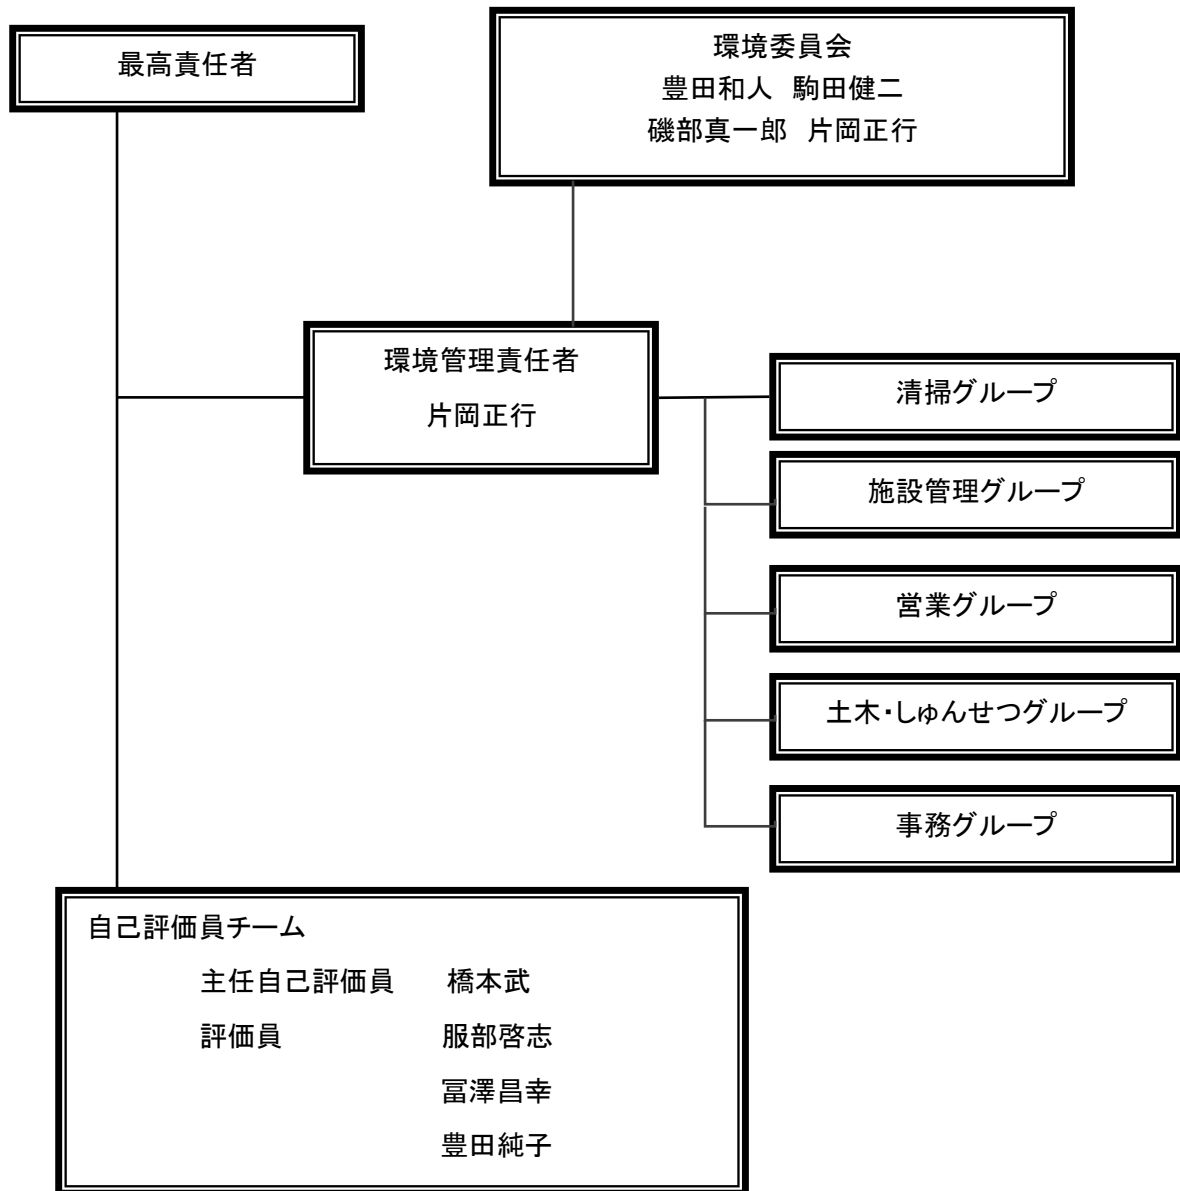 最高責任者
環境委員会
豊田和人 駒田健二
磯部真一郎 片岡正行
環境管理責任者
片岡正行
清掃グループ
施設管理グループ
営業グループ
土木・しゅんせつグループ
事務グループ
自己評価員チーム
主任自己評価員 橋本武
評価員 服部啓志
冨澤昌幸
豊田純子